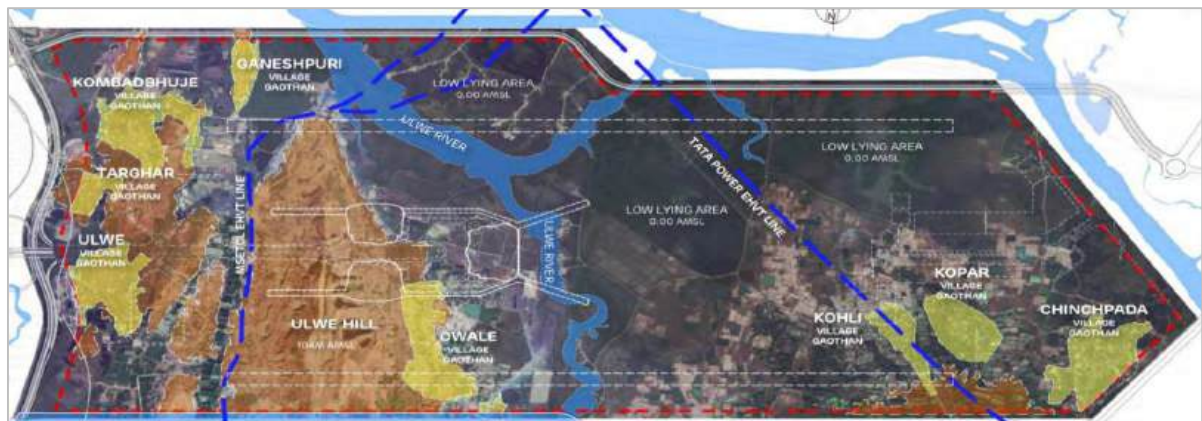 GANESHPURI
VILLAGE
GAOTHAN
KOMBADBHUJE
VILLAGE
GAOTHAN
LOW LYING AREA
0.00 AMSL
ULWE RIVER
LOW LYING AREA
0.00 AMSL
TARGHAR
VILLAGE
GAOTHAN
TATA POWER EHVT LINE
LOW LYING AREA
0.00 AMSL
MSETCL EHVT LINE
ULWE
VILLAGE
GAOTHAN
ULWE RIVER
KOPAR
VILLAGE
GAOTHAN
ULWE HILL
OWALE
VILLAGE
GAOTHAN
KOHLI
VILLAGE
GAOTHAN
CHINCHPADA
VILLAGE
GAOTHAN